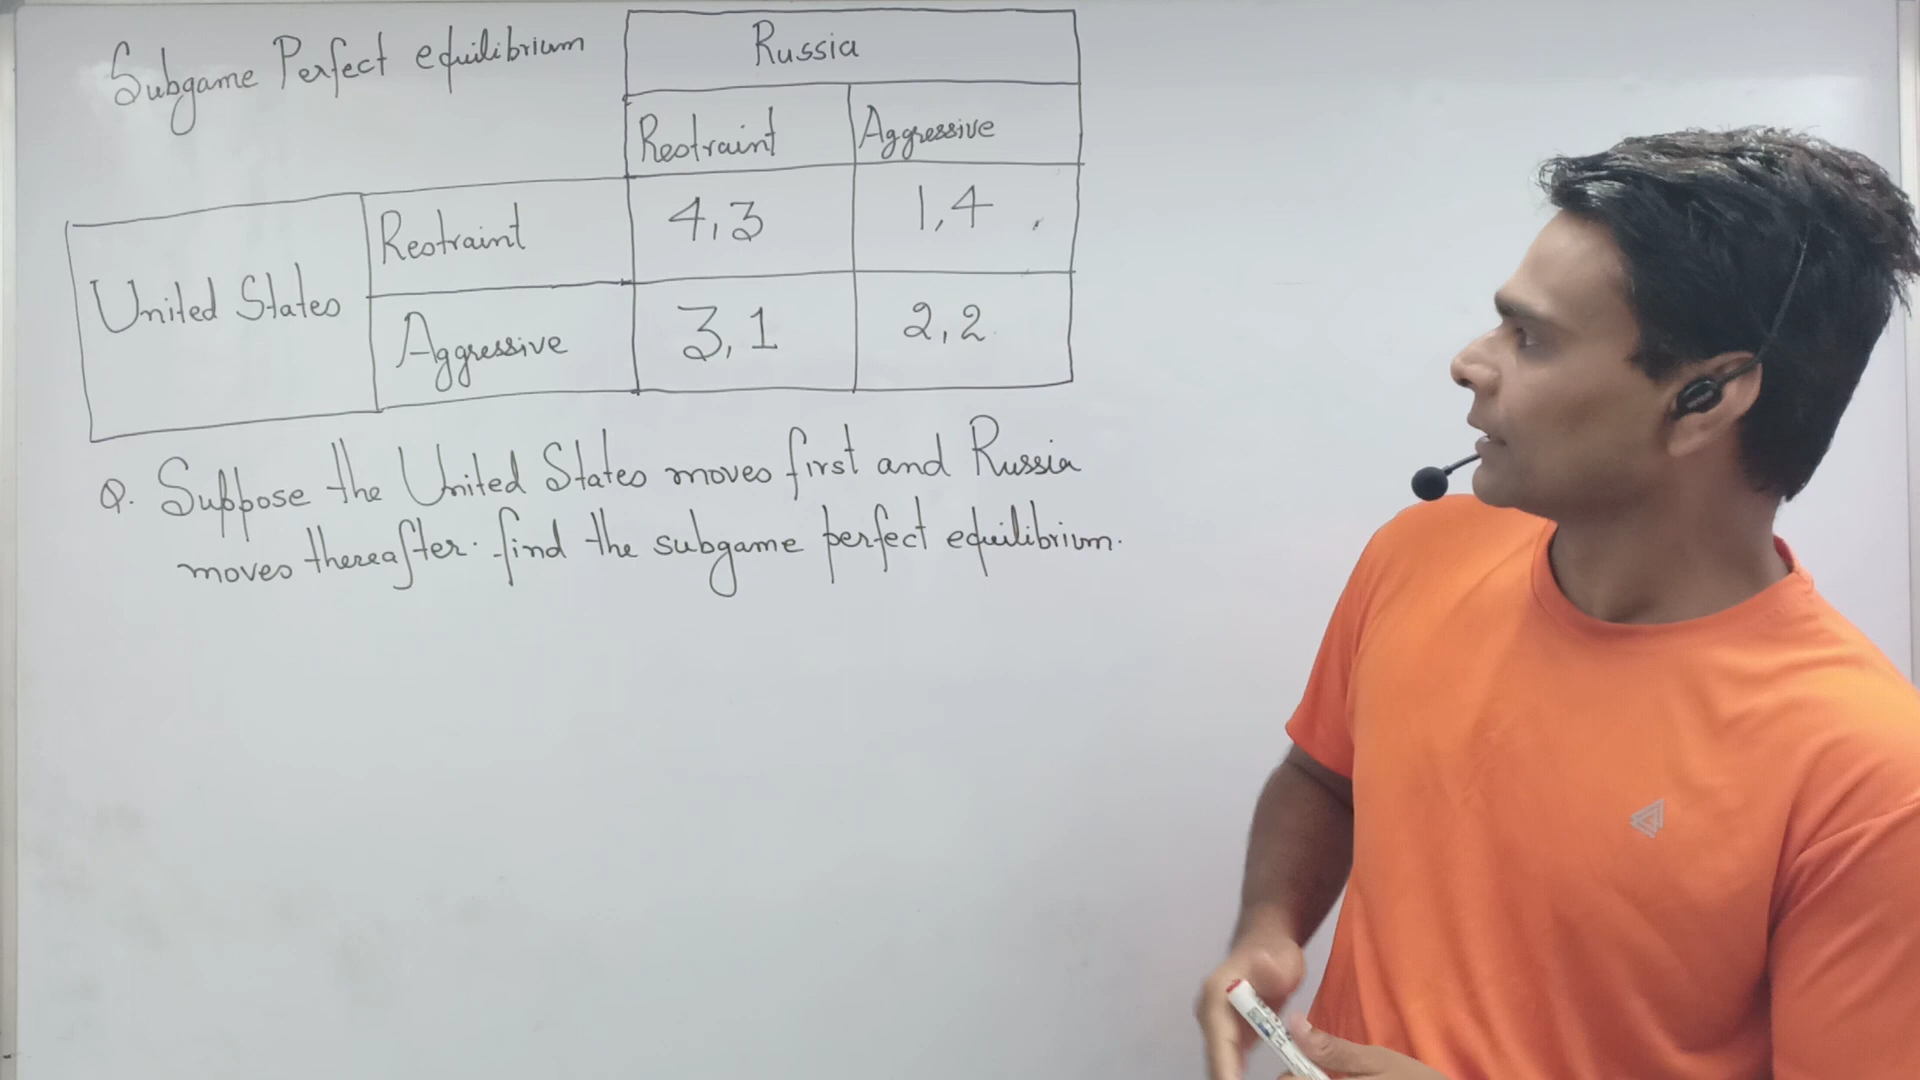 Subgame Perfect equilibrium
Russia
Restraint Aggressive
United States
Restraint 4,3 1,4
Aggressive 3,1 2,2
Q. Suppose the United States moves first and Russia
moves thereafter. find the subgame perfect equilibrium.